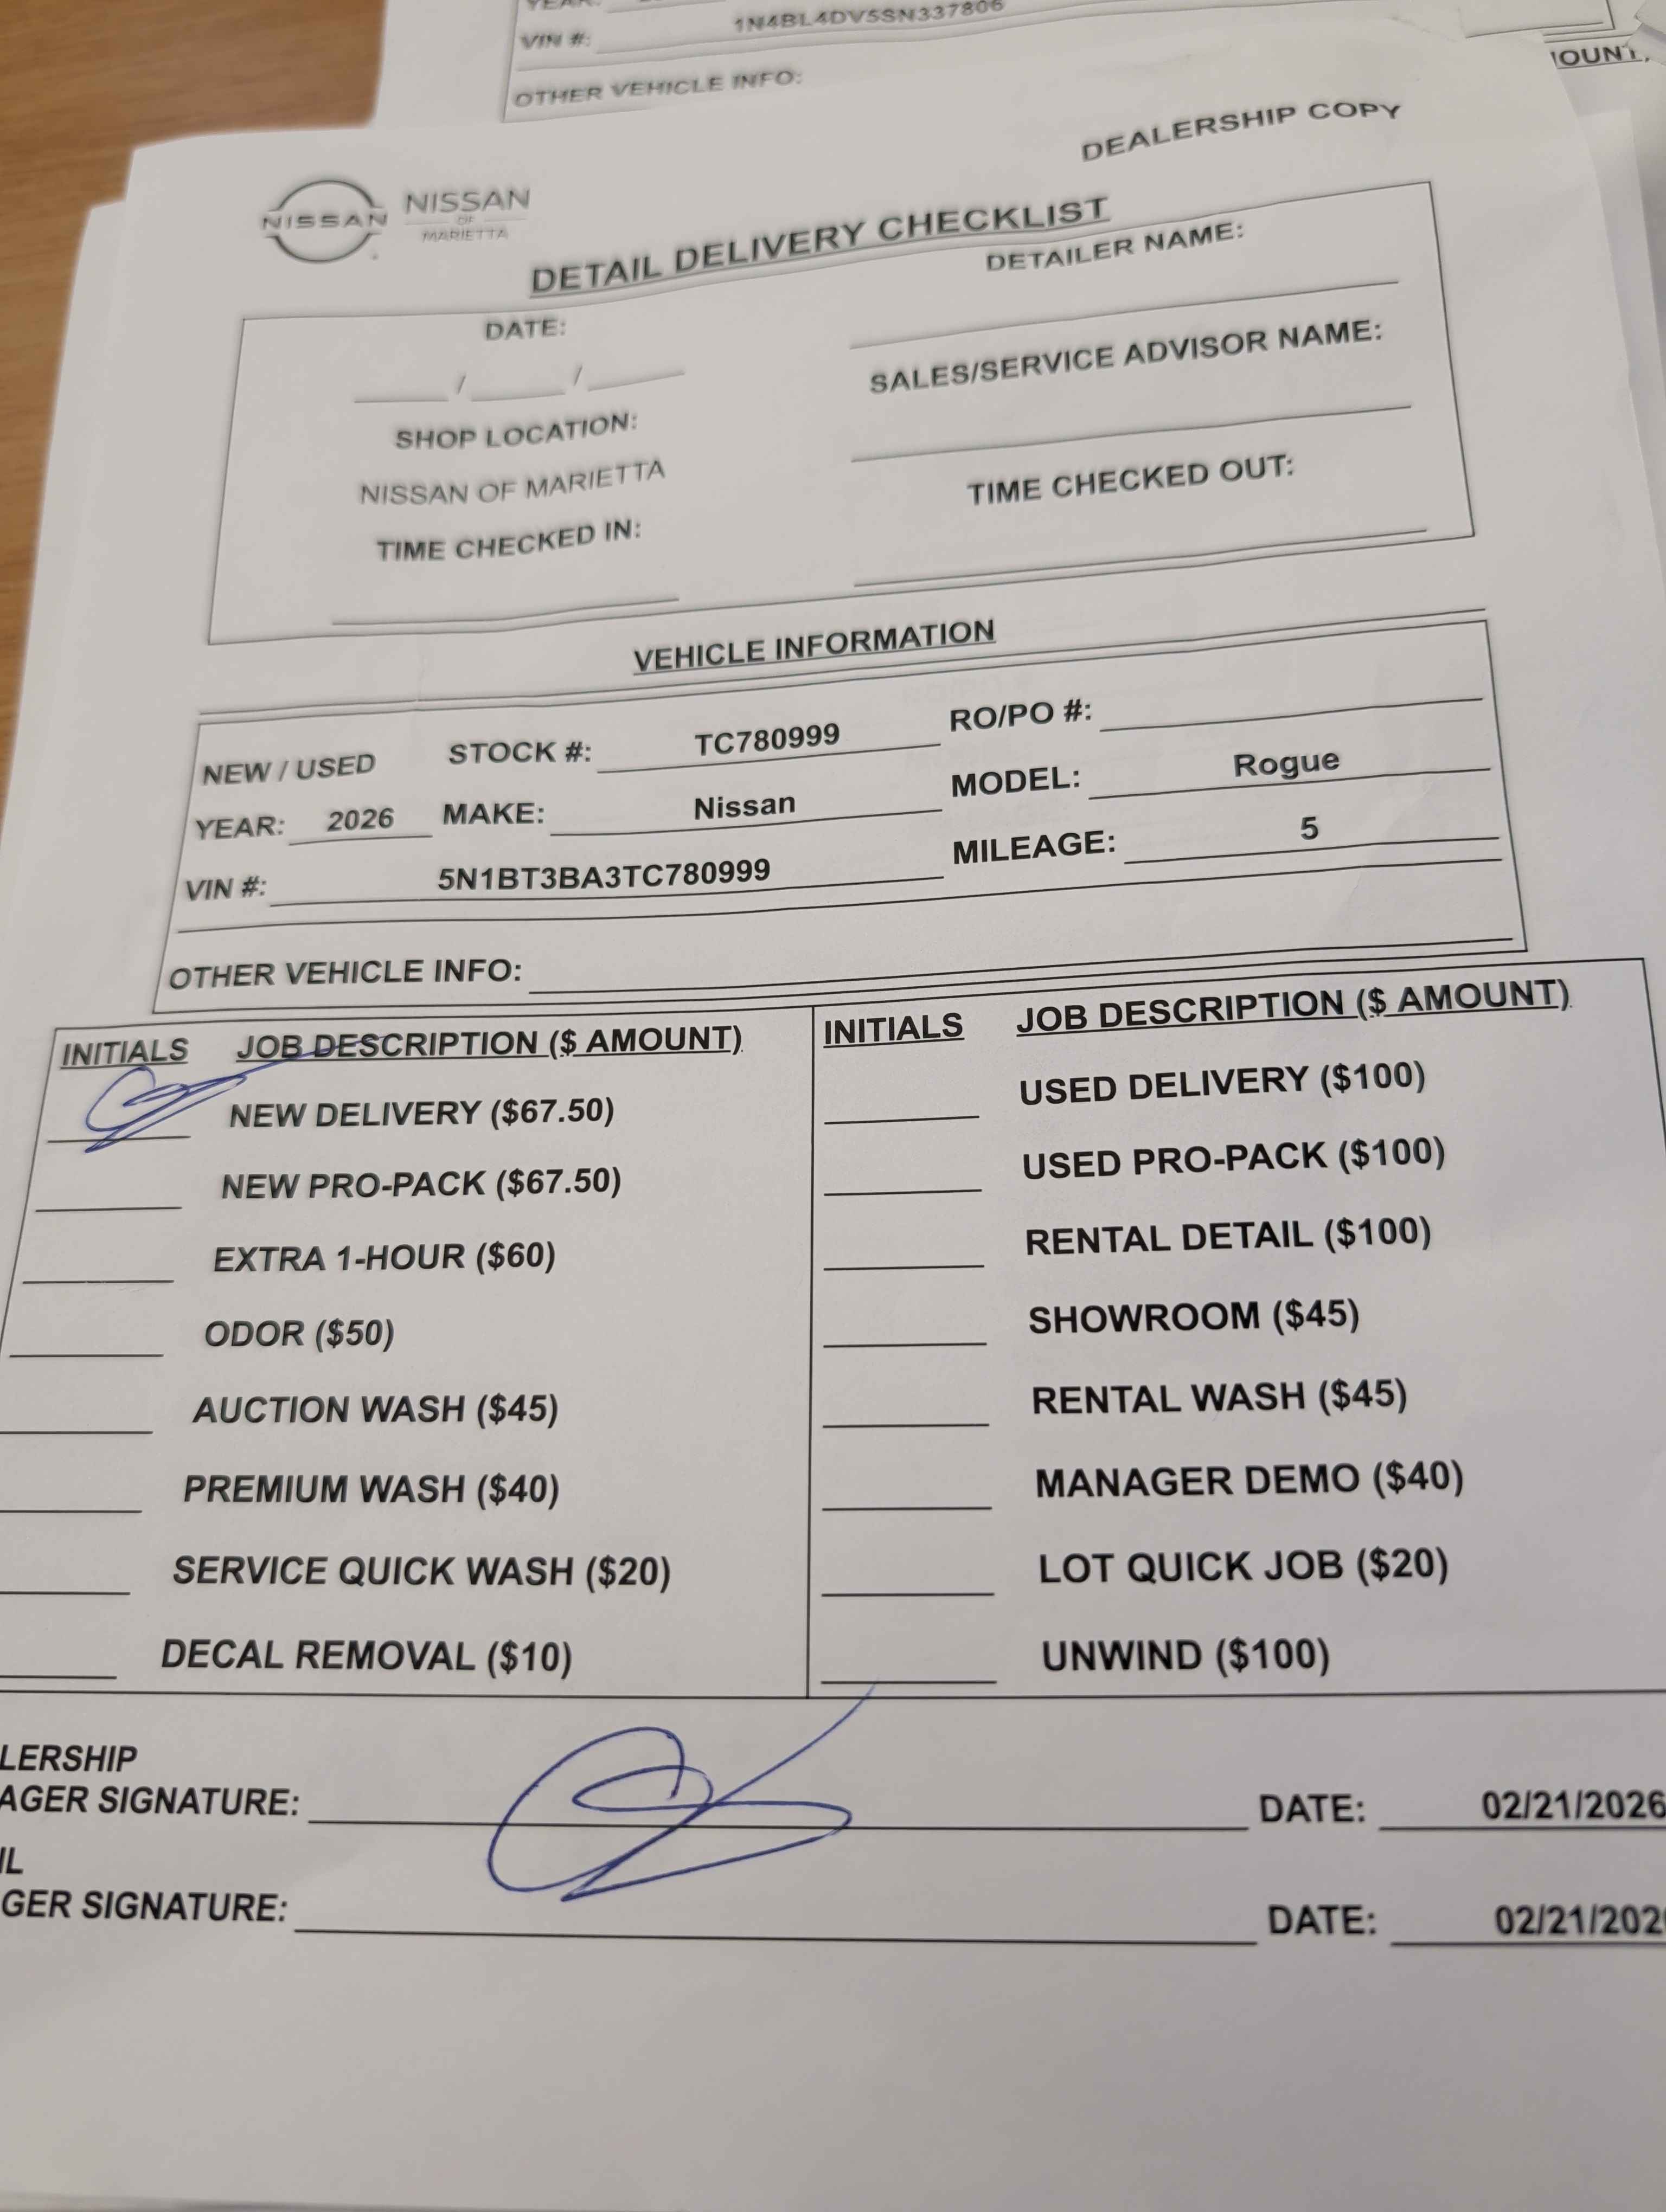 VIN #: 1N4BL4DV5SN337806
OTHER VEHICLE INFO:
OUNT
DEALERSHIP COPY
NISSAN
NISSAN
OF
MARIETTA
DETAIL DELIVERY CHECKLIST
DATE:
/ /
DETAILER NAME:
SHOP LOCATION:
NISSAN OF MARIETTA
SALES/SERVICE ADVISOR NAME:
TIME CHECKED IN:
TIME CHECKED OUT:
VEHICLE INFORMATION
NEW / USED STOCK #: TC780999 RO/PO #:
YEAR: 2026 MAKE: Nissan MODEL: Rogue
VIN #: 5N1BT3BA3TC780999 MILEAGE: 5
OTHER VEHICLE INFO:
INITIALS JOB DESCRIPTION ($ AMOUNT)
NEW DELIVERY ($67.50)
NEW PRO-PACK ($67.50)
EXTRA 1-HOUR ($60)
ODOR ($50)
AUCTION WASH ($45)
PREMIUM WASH ($40)
SERVICE QUICK WASH ($20)
DECAL REMOVAL ($10)
INITIALS JOB DESCRIPTION ($ AMOUNT)
USED DELIVERY ($100)
USED PRO-PACK ($100)
RENTAL DETAIL ($100)
SHOWROOM ($45)
RENTAL WASH ($45)
MANAGER DEMO ($40)
LOT QUICK JOB ($20)
UNWIND ($100)
LERSHIP
AGER SIGNATURE: DATE: 02/21/2026
IL
GER SIGNATURE: DATE: 02/21/202